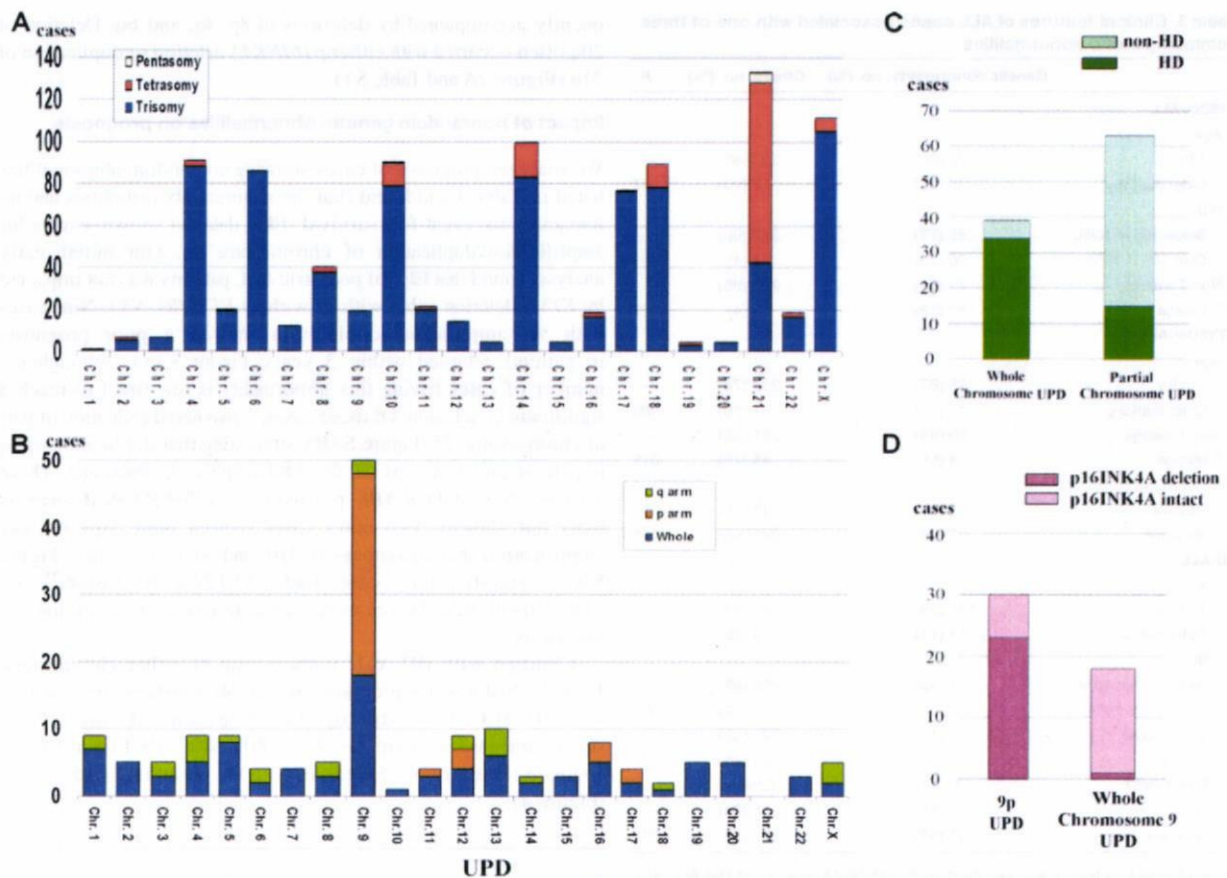 A
cases
140
120
100
80
60
40
20
0
Pentasomy
Tetrasomy
Trisomy
Chr. 1
Chr. 2
Chr. 3
Chr. 4
Chr. 5
Chr. 6
Chr. 7
Chr. 8
Chr. 9
Chr.10
Chr.11
Chr.12
Chr.13
Chr.14
Chr.15
Chr.16
Chr.17
Chr.18
Chr.19
Chr.20
Chr.21
Chr.22
Chr.X
B
cases
50
40
30
20
10
0
q arm
p arm
Whole
Chr. 1
Chr. 2
Chr. 3
Chr. 4
Chr. 5
Chr. 6
Chr. 7
Chr. 8
Chr. 9
Chr.10
Chr.11
Chr.12
Chr.13
Chr.14
Chr.15
Chr.16
Chr.17
Chr.18
Chr.19
Chr.20
Chr.21
Chr.22
Chr.X
UPD
C
non-HD
HD
cases
70
60
50
40
30
20
10
0
Whole
Chromosome UPD
Partial
Chromosome UPD
D
p16INK4A deletion
p16INK4A intact
cases
40
30
20
10
0
9p
UPD
Whole
Chromosome 9
UPD